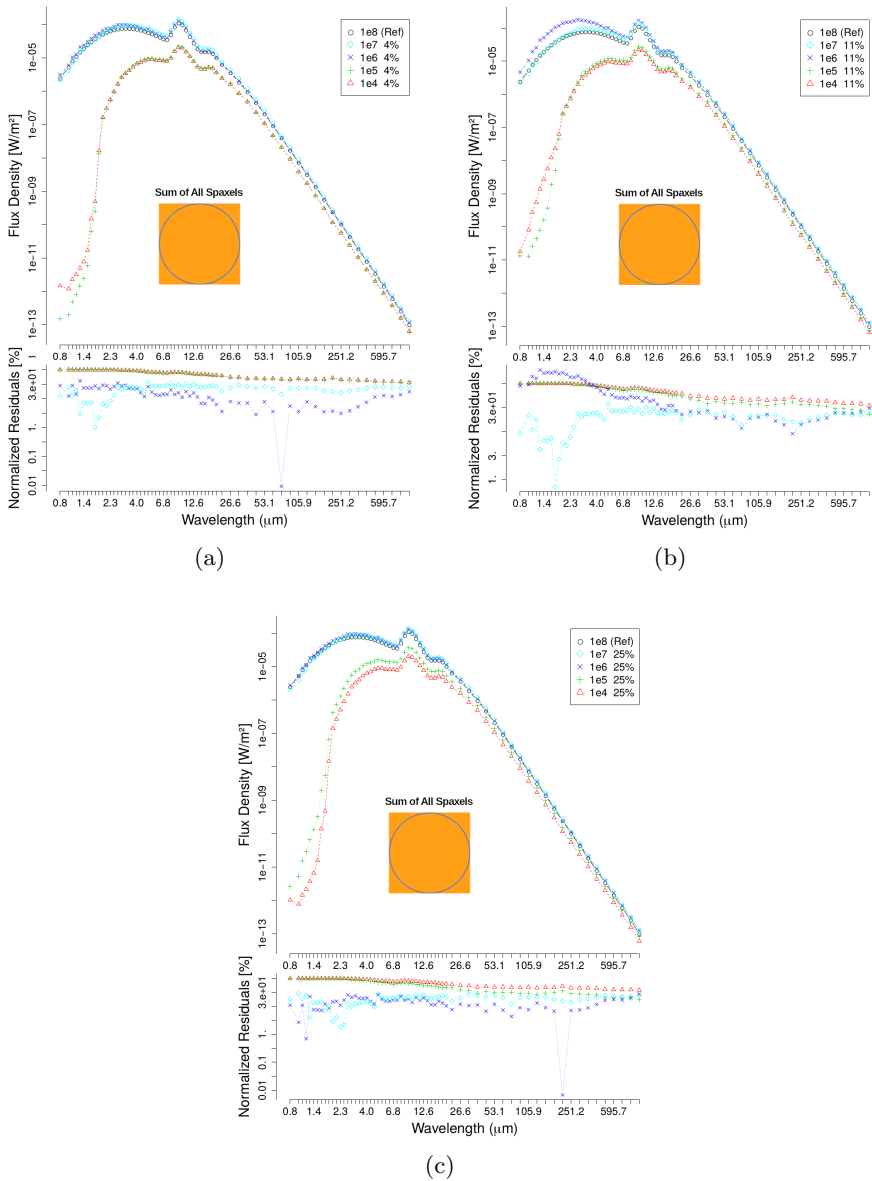 1e8 (Ref)
1e7 4%
1e6 4%
1e5 4%
1e4 4%
Flux Density [W/m²]
1e−05
1e−07
1e−09
1e−11
1e−13
Sum of All Spaxels
0.8 1.4 2.3 4.0 6.8 12.6 26.6 53.1 105.9 251.2 595.7
Normalized Residuals [%]
3.e+01
1.
0.1
0.01
0.8 1.4 2.3 4.0 6.8 12.6 26.6 53.1 105.9 251.2 595.7
Wavelength (μm)
(a)
1e8 (Ref)
1e7 11%
1e6 11%
1e5 11%
1e4 11%
Flux Density [W/m²]
1e−05
1e−07
1e−09
1e−11
1e−13
Sum of All Spaxels
0.8 1.4 2.3 4.0 6.8 12.6 26.6 53.1 105.9 251.2 595.7
Normalized Residuals [%]
3.e+01
3.
1.
0.8 1.4 2.3 4.0 6.8 12.6 26.6 53.1 105.9 251.2 595.7
Wavelength (μm)
(b)
1e8 (Ref)
1e7 25%
1e6 25%
1e5 25%
1e4 25%
Flux Density [W/m²]
1e−05
1e−07
1e−09
1e−11
1e−13
Sum of All Spaxels
0.8 1.4 2.3 4.0 6.8 12.6 26.6 53.1 105.9 251.2 595.7
Normalized Residuals [%]
3.e+01
1.
0.1
0.01
0.8 1.4 2.3 4.0 6.8 12.6 26.6 53.1 105.9 251.2 595.7
Wavelength (μm)
(c)